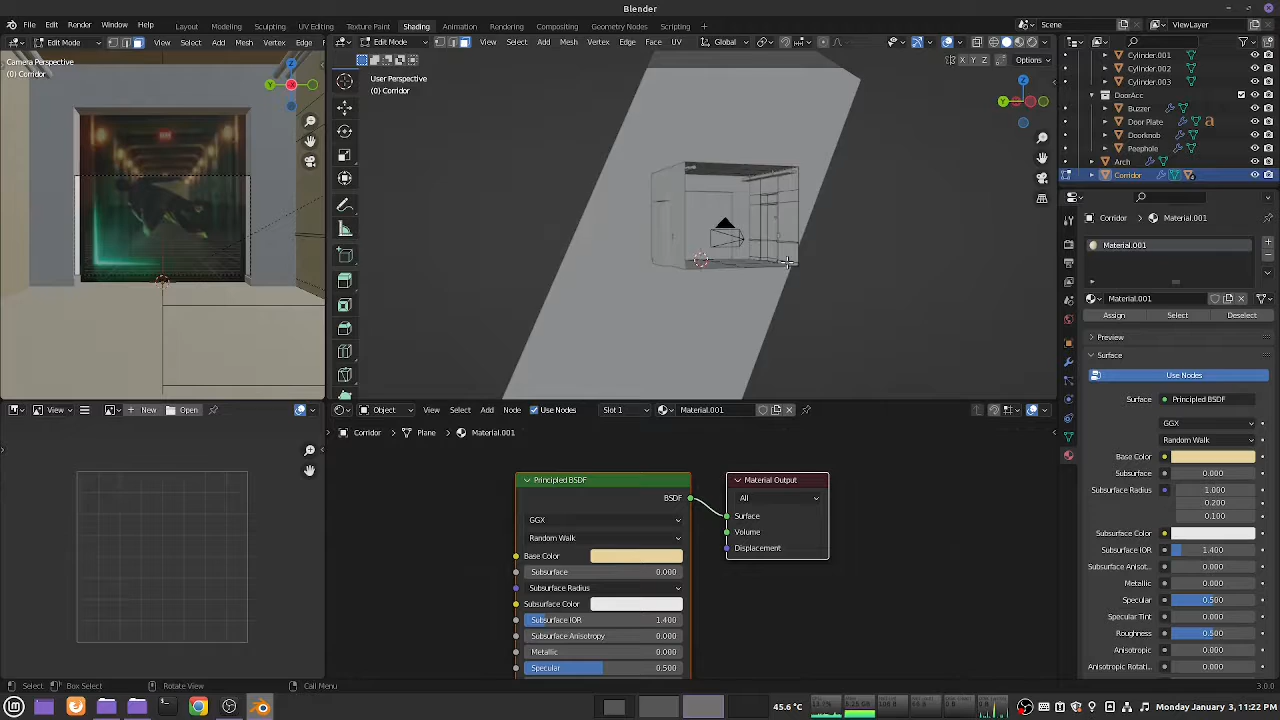 Blender
File Edit Render Window Help Layout Modeling Sculpting UV Editing Texture Paint Shading Animation Rendering Compositing Geometry Nodes Scripting + Scene ViewLayer
Edit Mode View Select Add Mesh Vertex Edge F
Edit Mode View Select Add Mesh Vertex Edge Face UV Global
X Y Z Options
Camera Perspective
(0) Corridor
User Perspective
(0) Corridor
Cylinder.001
Cylinder.002
Cylinder.003
DoorAcc
Buzzer
Door Plate
Doorknob
Peephole
Arch
Corridor
Corridor Material.001
Material.001
Material.001
Assign Select Deselect
Preview
Surface
Use Nodes
Surface Principled BSDF
GGX
Random Walk
Base Color
Subsurface 0.000
Subsurface Radius 1.000
0.200
0.100
Subsurface Color
Subsurface IOR 1.400
Subsurface Anisot... 0.000
Metallic 0.000
Specular 0.500
Specular Tint 0.000
Roughness 0.500
Anisotropic 0.000
Anisotropic Rotati... 0.000
View New Open
Object View Select Add Node Use Nodes Slot 1 Material.001
Corridor Plane Material.001
Principled BSDF
BSDF
GGX
Random Walk
Base Color
Subsurface 0.000
Subsurface Radius
Subsurface Color
Subsurface IOR 1.400
Subsurface Anisotropy 0.000
Metallic 0.000
Specular 0.500
Material Output
All
Surface
Volume
Displacement
Select Box Select Rotate View Call Menu 3.0.0
45.6°C Monday January 3, 11:22 PM